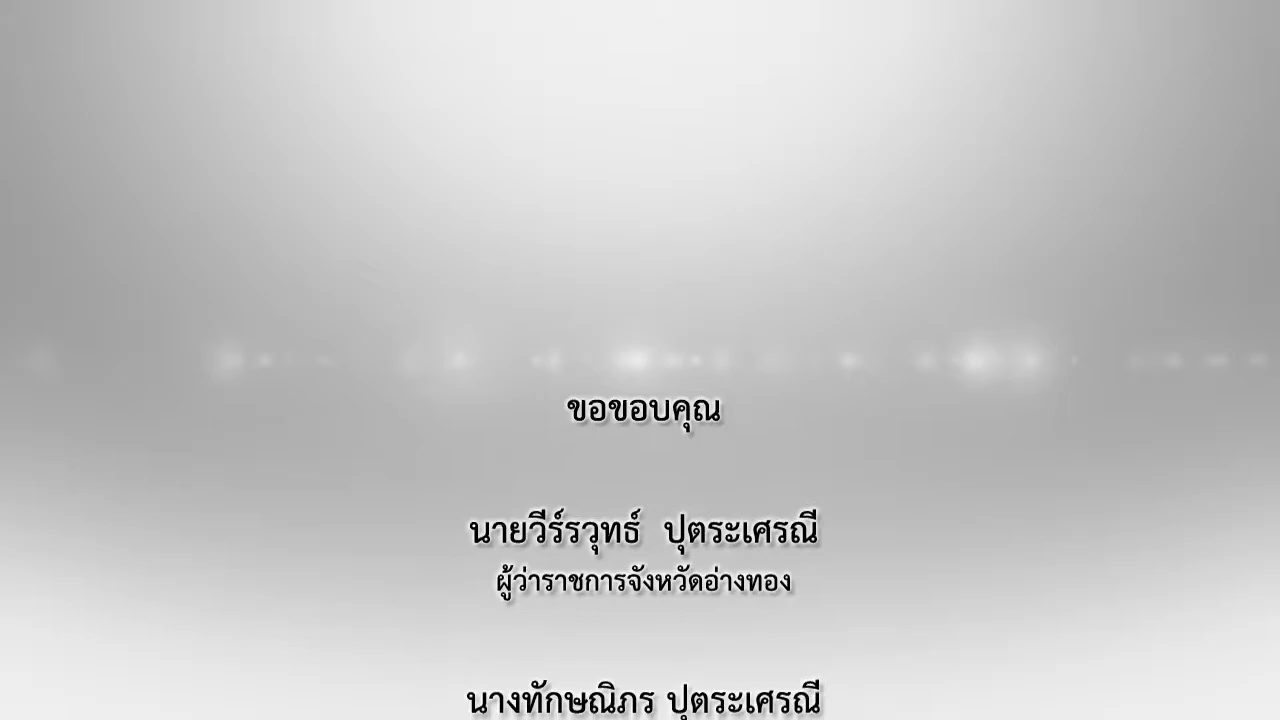 ขอขอบคุณ
นายวีร์รวุทธ์ ปุตระเศรณี
ผู้ว่าราชการจังหวัดอ่างทอง
นางทักษณิภร ปุตระเศรณี